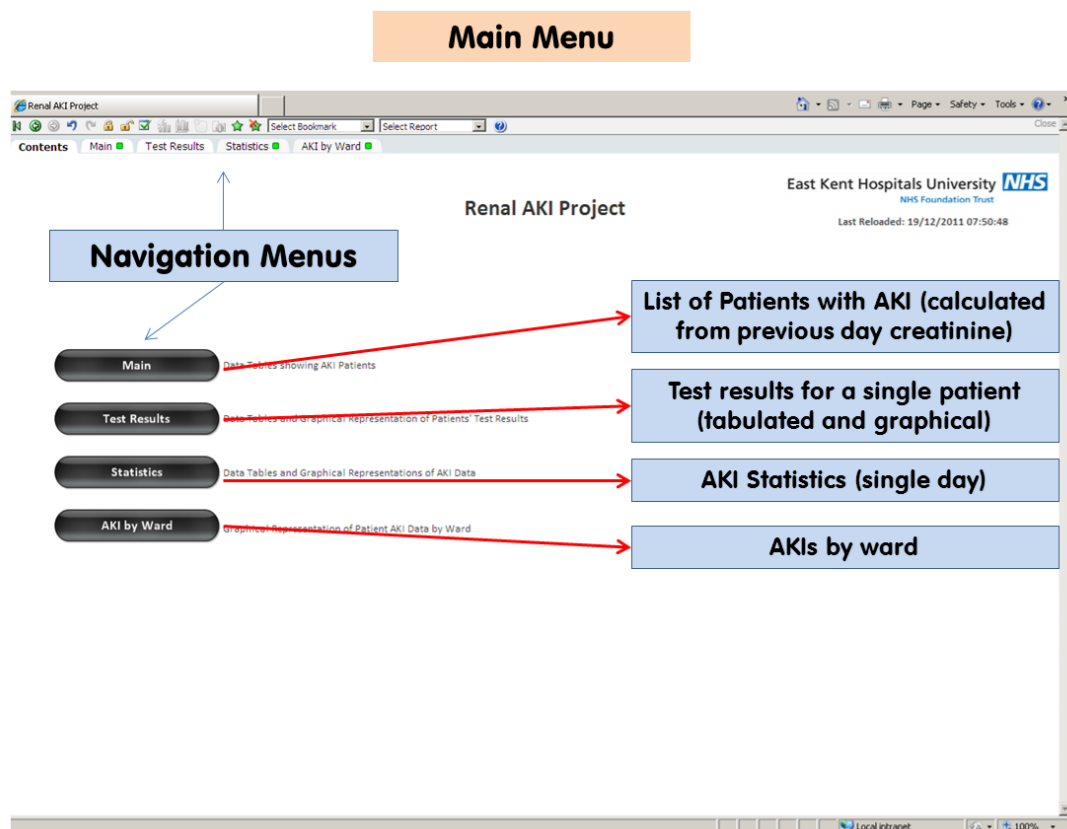 Main Menu
Renal AKI Project
Page Safety Tools
Select Bookmark Select Report Close
Contents Main Test Results Statistics AKI by Ward
East Kent Hospitals University NHS
NHS Foundation Trust
Renal AKI Project
Last Reloaded: 19/12/2011 07:50:48
Navigation Menus
List of Patients with AKI (calculated
from previous day creatinine)
Main Data Tables showing AKI Patients
Test results for a single patient
(tabulated and graphical)
Test Results Data Tables and Graphical Representation of Patients' Test Results
Statistics Data Tables and Graphical Representations of AKI Data
AKI Statistics (single day)
AKI by Ward Graphical Representation of Patient AKI Data by Ward
AKIs by ward
Local intranet 100%